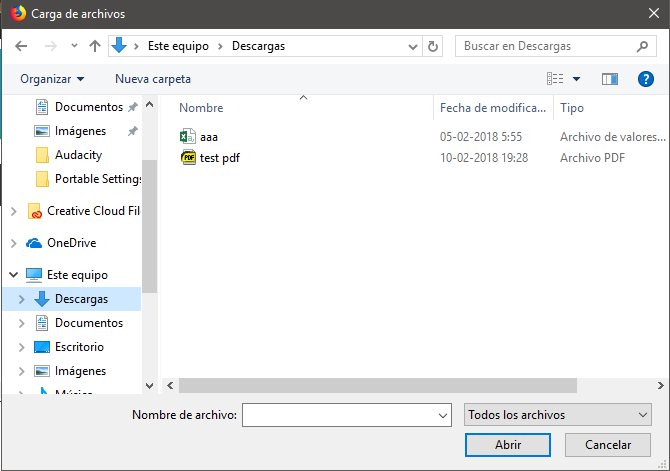 Carga de archivos
Este equipo Descargas
Buscar en Descargas
Organizar
Nueva carpeta
Nombre Fecha de modifica... Tipo
aaa 05-02-2018 5:55 Archivo de valores...
PDF test pdf 10-02-2018 19:28 Archivo PDF
Documentos
Imágenes
Audacity
Portable Settings
Creative Cloud Fil
OneDrive
Este equipo
Descargas
Documentos
Escritorio
Imágenes
Música
Nombre de archivo:
Todos los archivos
Abrir
Cancelar